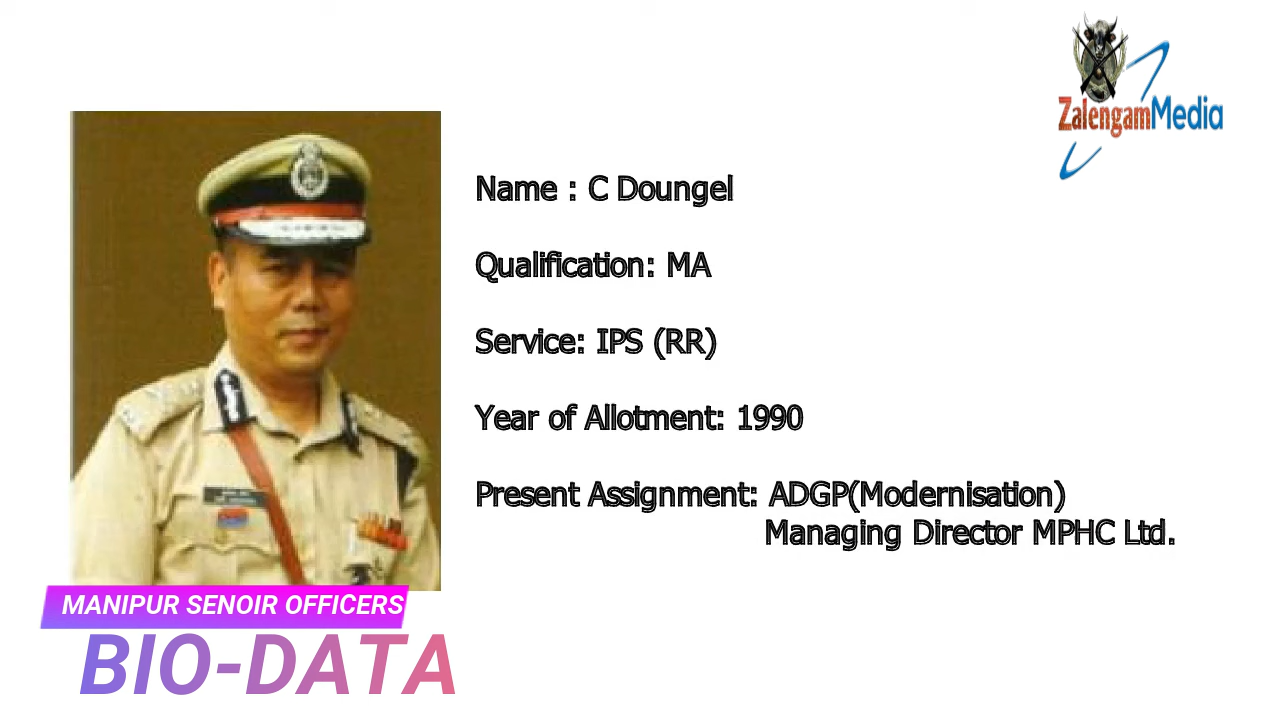 ZalengamMedia
Name : C Doungel
Qualification: MA
Service: IPS (RR)
Year of Allotment: 1990
Present Assignment: ADGP(Modernisation)
Managing Director MPHC Ltd.
MANIPUR SENOIR OFFICERS
BIO-DATA